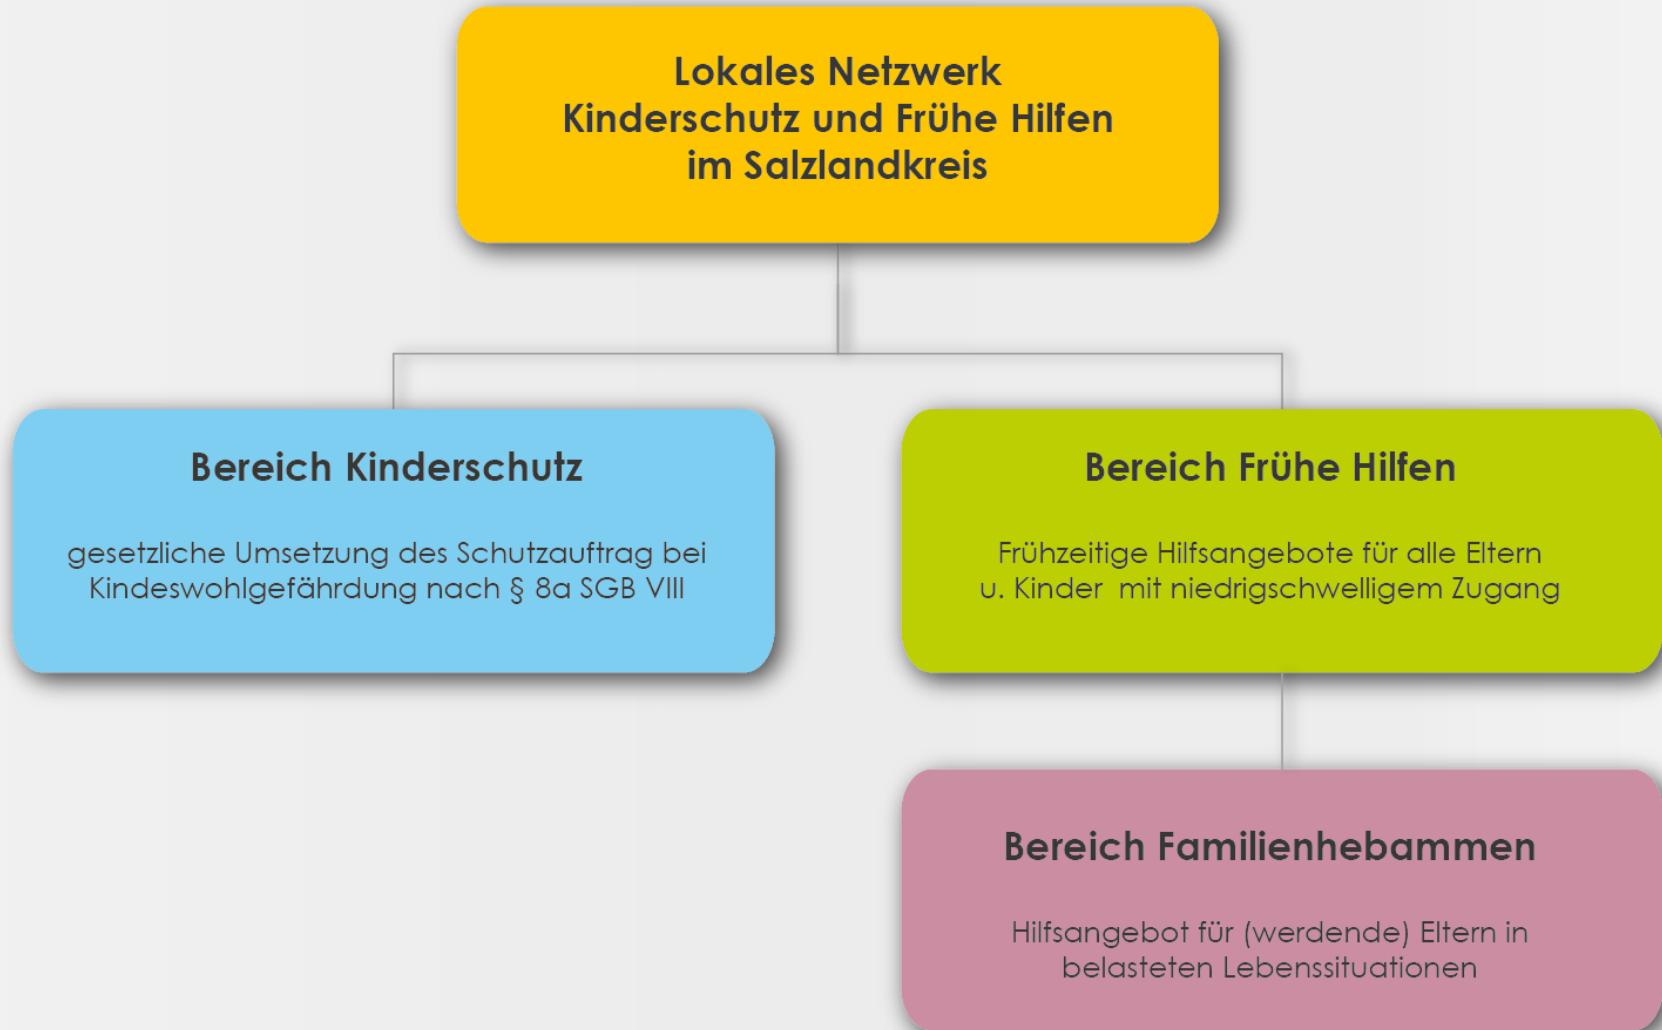 Lokales Netzwerk
Kinderschutz und Frühe Hilfen
im Salzlandkreis
Bereich Kinderschutz
gesetzliche Umsetzung des Schutzauftrag bei
Kindeswohlgefährdung nach § 8a SGB VIII
Bereich Frühe Hilfen
Frühzeitige Hilfsangebote für alle Eltern
u. Kinder mit niedrigschwelligem Zugang
Bereich Familienhebammen
Hilfsangebot für (werdende) Eltern in
belasteten Lebenssituationen